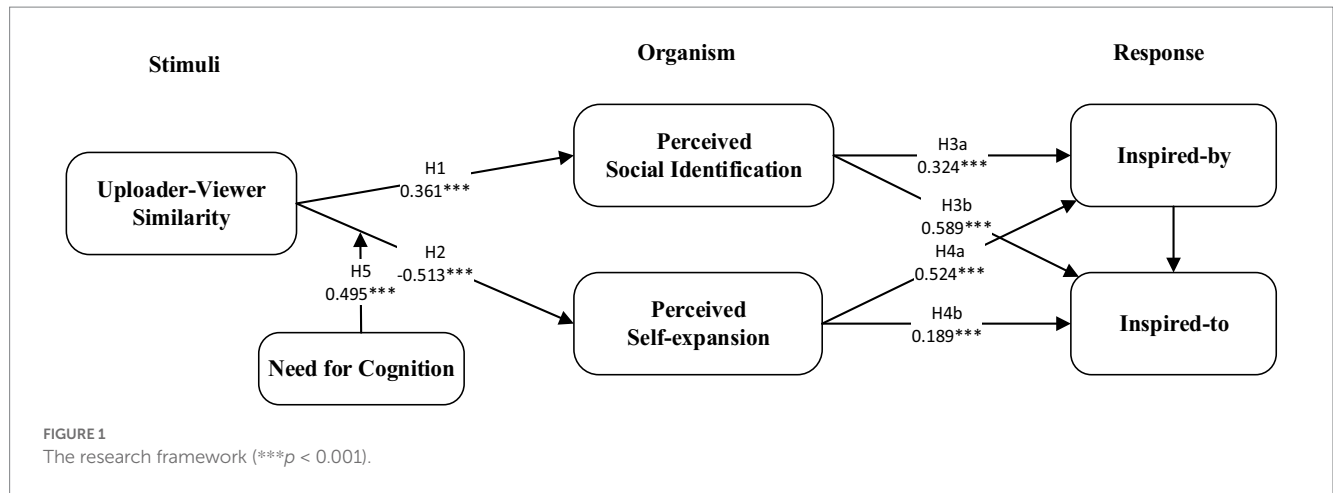 Stimuli
Organism
Response
Uploader-Viewer
Similarity
H1
0.361***
H2
-0.513***
H5
0.495***
Need for Cognition
Perceived
Social Identification
Perceived
Self-expansion
H3a
0.324***
H3b
0.589***
H4a
0.524***
H4b
0.189***
Inspired-by
Inspired-to
FIGURE 1
The research framework (***p < 0.001).